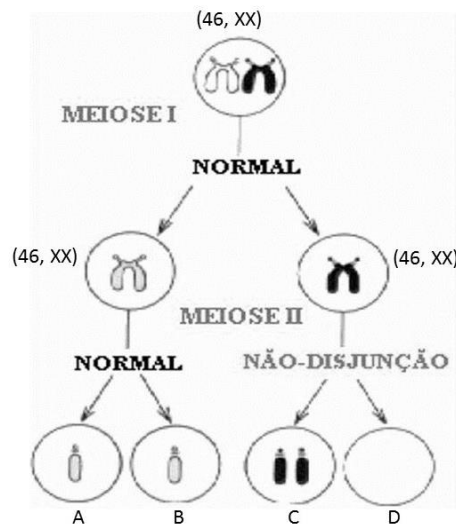 (46, XX)
MEIOSE I
NORMAL
(46, XX)
(46, XX)
MEIOSE II
NORMAL
NÃO-DISJUNÇÃO
A
B
C
D